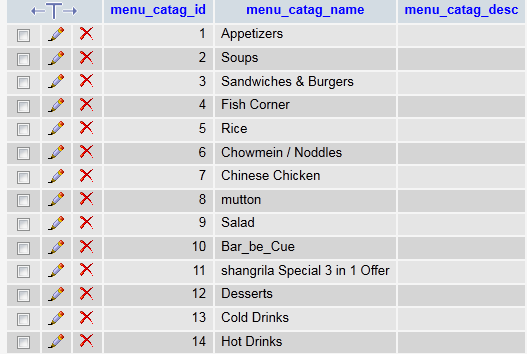 menu_catag_id menu_catag_name menu_catag_desc
1 Appetizers
2 Soups
3 Sandwiches & Burgers
4 Fish Corner
5 Rice
6 Chowmein / Noddles
7 Chinese Chicken
8 mutton
9 Salad
10 Bar_be_Cue
11 shangrila Special 3 in 1 Offer
12 Desserts
13 Cold Drinks
14 Hot Drinks